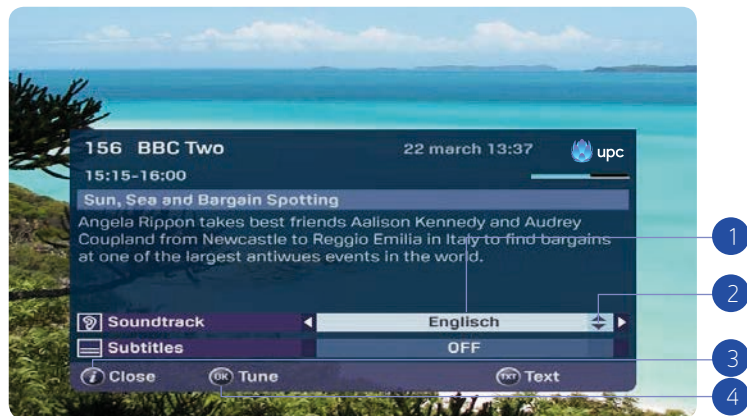 156 BBC Two 22 march 13:37 upc
15:15-16:00
Sun, Sea and Bargain Spotting
Angela Rippon takes best friends Aalison Kennedy and Audrey
Coupland from Newcastle to Reggio Emilia in Italy to find bargains
at one of the largest antiwues events in the world.
1
2
Soundtrack Englisch
Subtitles OFF
3
i Close OK Tune TXT Text
4